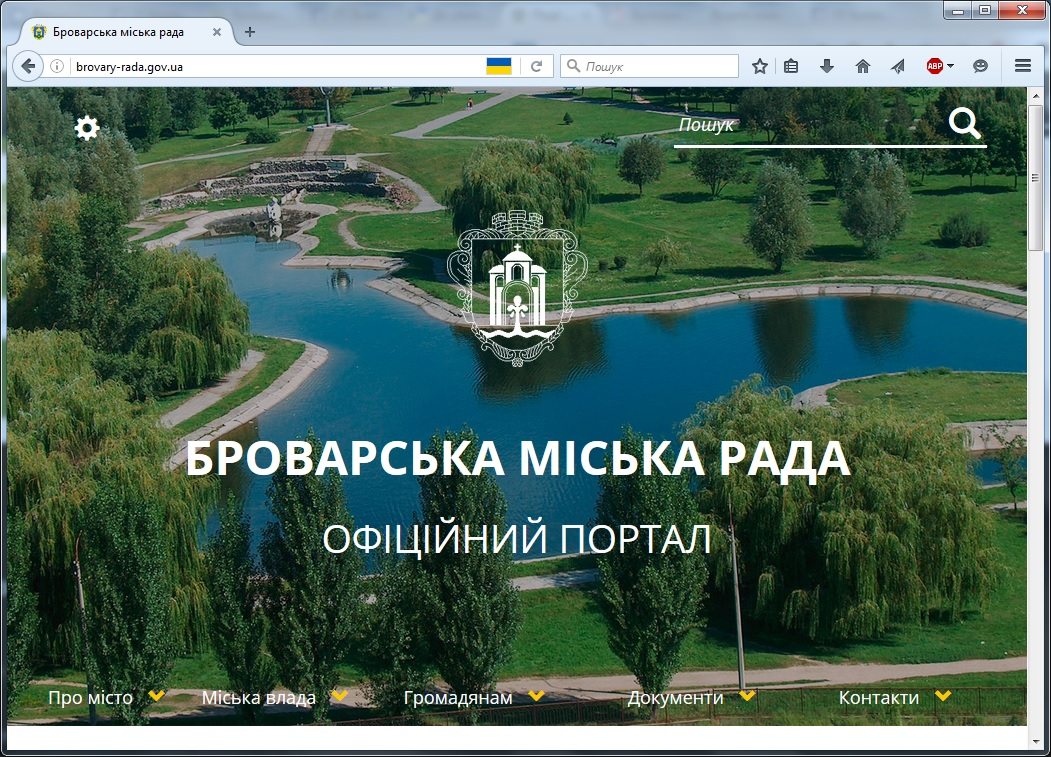 Броварська міська рада
brovary-rada.gov.ua
Пошук
ABP
Пошук
БРОВАРСЬКА МІСЬКА РАДА
ОФІЦІЙНИЙ ПОРТАЛ
Про місто Міська влада Громадянам Документи Контакти